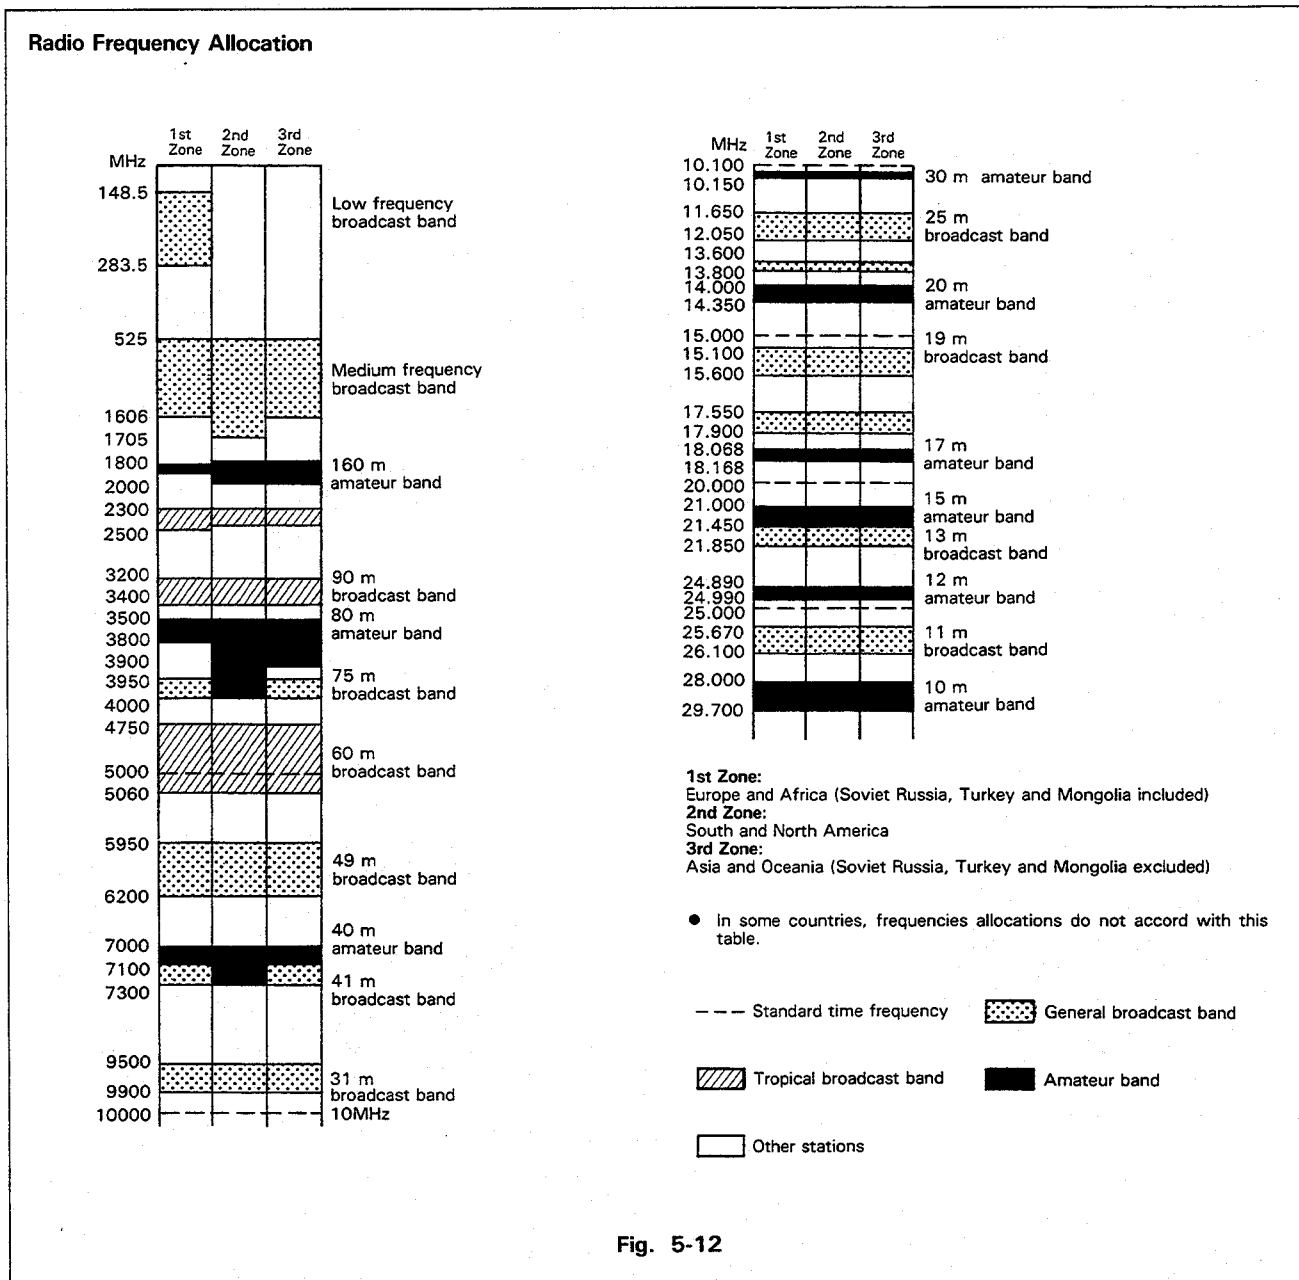 Radio Frequency Allocation
1st Zone
2nd Zone
3rd Zone
MHz
148.5
Low frequency
broadcast band
283.5
525
Medium frequency
broadcast band
1606
1705
1800
160 m
amateur band
2000
2300
2500
3200
90 m
broadcast band
3400
3500
80 m
amateur band
3800
3900
3950
75 m
broadcast band
4000
4750
60 m
broadcast band
5000
5060
5950
49 m
broadcast band
6200
40 m
amateur band
7000
7100
41 m
broadcast band
7300
9500
31 m
broadcast band
9900
10000
10MHz
MHz
1st Zone
2nd Zone
3rd Zone
10.100
30 m amateur band
10.150
11.650
25 m
broadcast band
12.050
13.600
13.800
14.000
20 m
amateur band
14.350
15.000
19 m
broadcast band
15.100
15.600
17.550
17.900
18.068
17 m
amateur band
18.168
20.000
21.000
15 m
amateur band
21.450
13 m
broadcast band
21.850
24.890
12 m
amateur band
24.990
25.000
25.670
11 m
broadcast band
26.100
28.000
10 m
amateur band
29.700
1st Zone:
Europe and Africa (Soviet Russia, Turkey and Mongolia included)
2nd Zone:
South and North America
3rd Zone:
Asia and Oceania (Soviet Russia, Turkey and Mongolia excluded)
● In some countries, frequencies allocations do not accord with this
table.
Standard time frequency
General broadcast band
Tropical broadcast band
Amateur band
Other stations
Fig. 5-12